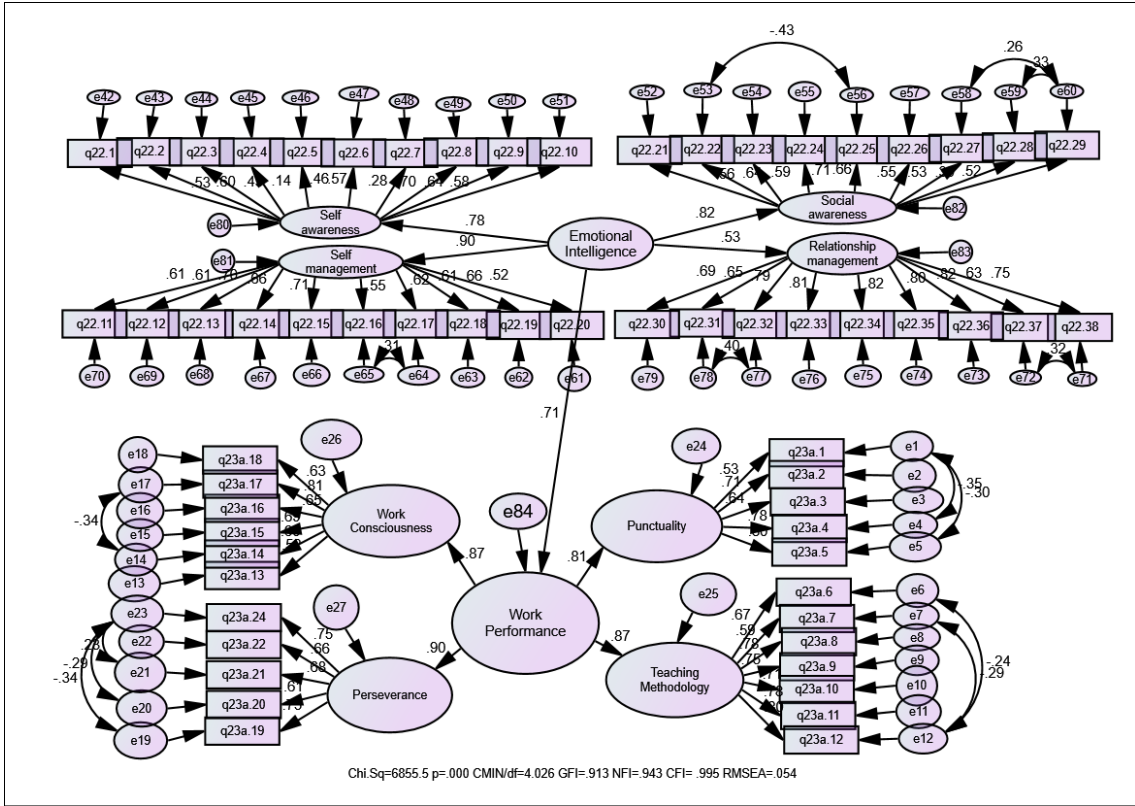 -.43
.26
.33
e42 e43 e44 e45 e46 e47 e48 e49 e50 e51
e52 e53 e54 e55 e56 e57 e58 e59 e60
q22.1 q22.2 q22.3 q22.4 q22.5 q22.6 q22.7 q22.8 q22.9 q22.10
q22.21 q22.22 q22.23 q22.24 q22.25 q22.26 q22.27 q22.28 q22.29
.53 .60 .14 .46 .57 .28 .70 .64 .58
.56 .64 .59 .71 .66 .55 .53 .52
e80
Self
awareness
.78
.82
Social
awareness
e82
Emotional
Intelligence
.90
.53
e81
Self
management
Relationship
management
e83
.61 .61 .70 .66 .71 .55 .62 .61 .66 .52
.69 .65 .79 .81 .82 .80 .82 .63 .75
q22.11 q22.12 q22.13 q22.14 q22.15 q22.16 q22.17 q22.18 q22.19 q22.20
q22.30 q22.31 q22.32 q22.33 q22.34 q22.35 q22.36 q22.37 q22.38
.31
.40
.32
e70 e69 e68 e67 e66 e65 e64 e63 e62 e61
e79 e78 e77 e76 e75 e74 e73 e72 e71
.71
e26
e18
e17
e16
e15
e14
e13
-.34
q23a.18
q23a.17
q23a.16
q23a.15
q23a.14
q23a.13
.63
.81
.65
Work
Consciousness
e84
.87
e24
Punctuality
.81
.53
.71
.64
.78
q23a.1
q23a.2
q23a.3
q23a.4
q23a.5
e1
e2
e3
e4
e5
-.35
-.30
Work
Performance
e27
e23
e22
e21
e20
e19
-.29
-.34
q23a.24
q23a.22
q23a.21
q23a.20
q23a.19
.75
.66
.68
.61
Perseverance
.90
.87
e25
Teaching
Methodology
.67
.59
.78
.75
q23a.6
q23a.7
q23a.8
q23a.9
q23a.10
q23a.11
q23a.12
e6
e7
e8
e9
e10
e11
e12
-.24
-.29
Chi.Sq=6855.5 p=.000 CMIN/df=4.026 GFI=.913 NFI=.943 CFI= .995 RMSEA=.054